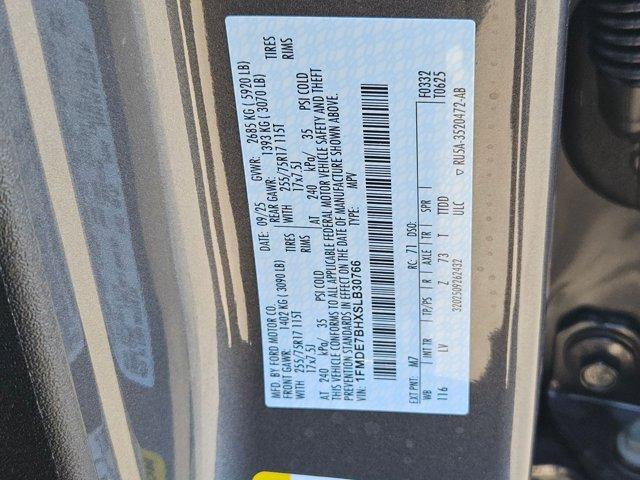 MFD. BY FORD MOTOR CO.
DATE: 09/25 GVWR: 2685 KG ( 5920 LB)
FRONT GAWR: 1402 KG ( 3090 LB) REAR GAWR: 1393 KG ( 3070 LB)
WITH 255/75R17 115T TIRES WITH 255/75R17 115T TIRES
17x7.5J RIMS 17x7.5J RIMS
AT 240 kPa/ 35 PSI COLD AT 240 kPa/ 35 PSI COLD
THIS VEHICLE CONFORMS TO ALL APPLICABLE FEDERAL MOTOR VEHICLE SAFETY AND THEFT
PREVENTION STANDARDS IN EFFECT ON THE DATE OF MANUFACTURE SHOWN ABOVE.
VIN: 1FMDE7BHXSLB30766 TYPE: MPV
EXT PNT: M7 RC: 71 DSO: FH332
WB INT TR TP/PS R AXLE TR SPR T0625
116 LV Z 73 T TTDD
ULC
3202509262432 RU5A-3520472-AB